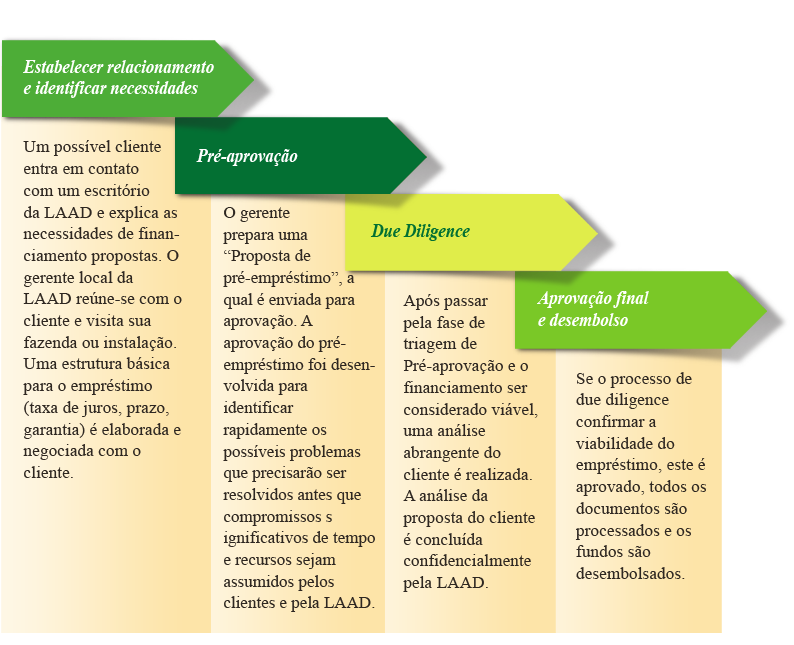 Estabelecer relacionamento
e identificar necessidades
Um possível cliente
entra em contato
com um escritório
da LAAD e explica as
necessidades de finan-
ciamento propostas. O
gerente local da
LAAD reúne-se com o
cliente e visita sua
fazenda ou instalação.
Uma estrutura básica
para o empréstimo
(taxa de juros, prazo,
garantia) é elaborada e
negociada com o
cliente.
Pré-aprovação
O gerente
prepara uma
“Proposta de
pré-empréstimo”, a
qual é enviada para
aprovação. A
aprovação do pré-
empréstimo foi desen-
volvida para
identificar
rapidamente os
possíveis problemas
que precisarão ser
resolvidos antes que
compromissos s
ignificativos de tempo
e recursos sejam
assumidos pelos
clientes e pela LAAD.
Due Diligence
Após passar
pela fase de
triagem de
Pré-aprovação e o
financiamento ser
considerado viável,
uma análise
abrangente do
cliente é realizada.
A análise da
proposta do cliente
é concluída
confidencialmente
pela LAAD.
Aprovação final
e desembolso
Se o processo de
due diligence
confirmar a
viabilidade do
empréstimo, este é
aprovado, todos os
documentos são
processados e os
fundos são
desembolsados.